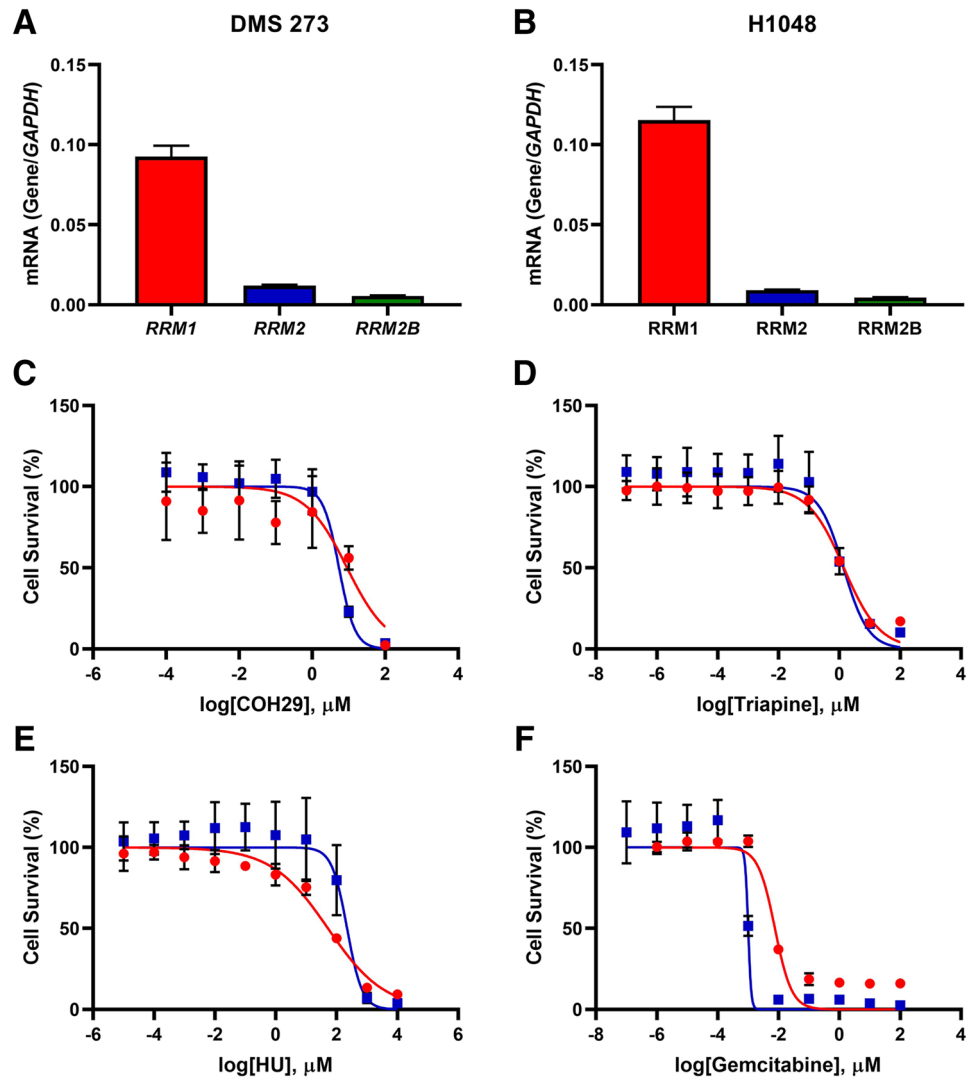 A DMS 273
B H1048
mRNA (Gene/GAPDH)
0.15
0.10
0.05
0.00
RRM1 RRM2 RRM2B
mRNA (Gene/GAPDH)
0.15
0.10
0.05
0.00
RRM1 RRM2 RRM2B
C
Cell Survival (%)
150
100
50
0
-6 -4 -2 0 2 4
log[COH29], μM
D
Cell Survival (%)
150
100
50
0
-8 -6 -4 -2 0 2 4
log[Triapine], μM
E
Cell Survival (%)
150
100
50
0
-6 -4 -2 0 2 4 6
log[HU], μM
F
Cell Survival (%)
150
100
50
0
-8 -6 -4 -2 0 2 4
log[Gemcitabine], μM